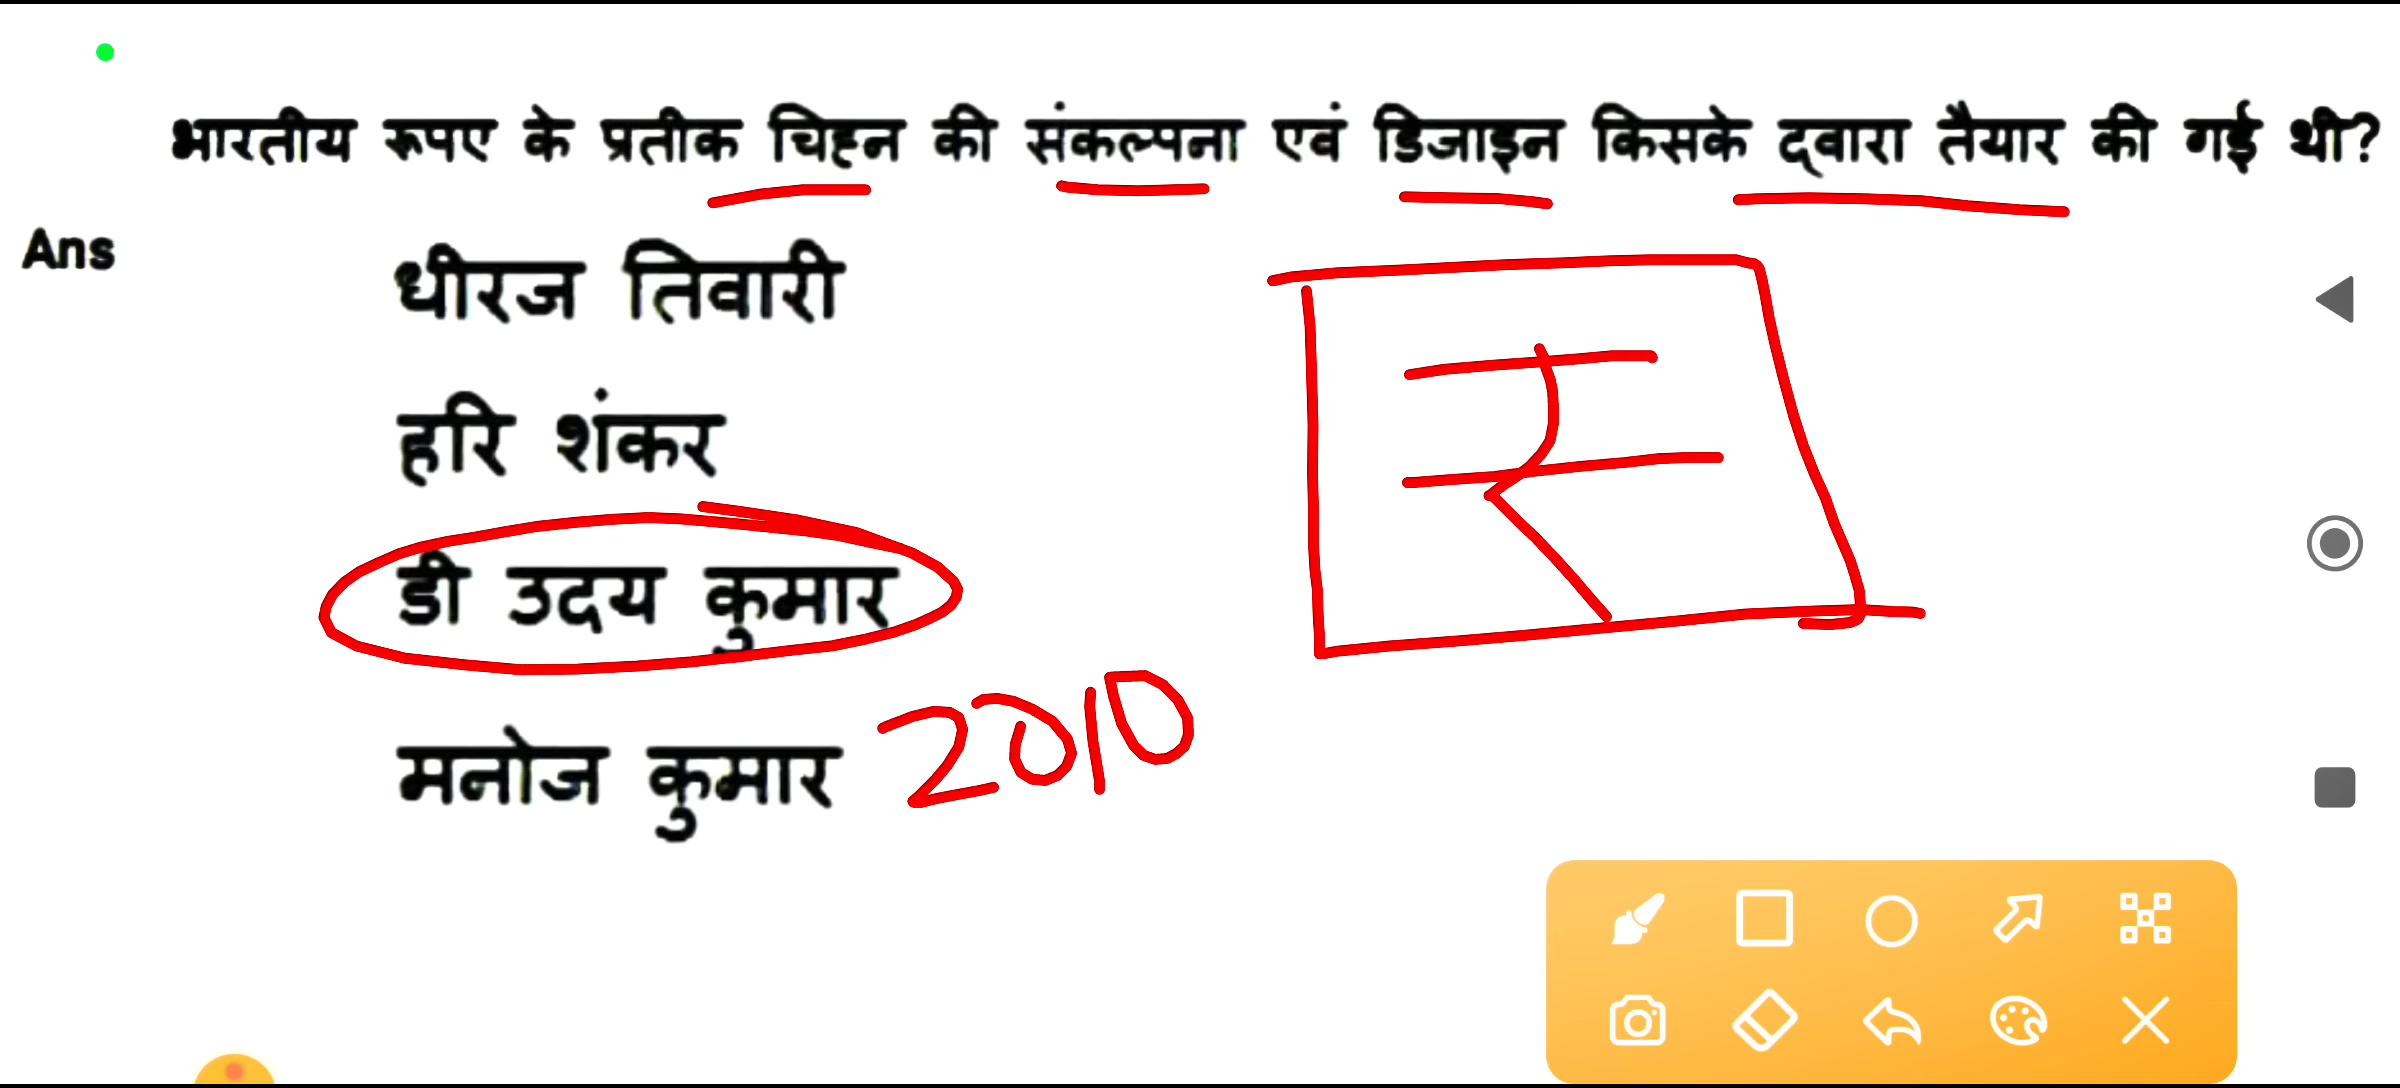 भारतीय रूपए के प्रतीक चिह्न की संकल्पना एवं डिजाइन किसके द्वारा तैयार की गई थी?
Ans
धीरज तिवारी
हरि शंकर
डी उदय कुमार
मनोज कुमार
2010
₹